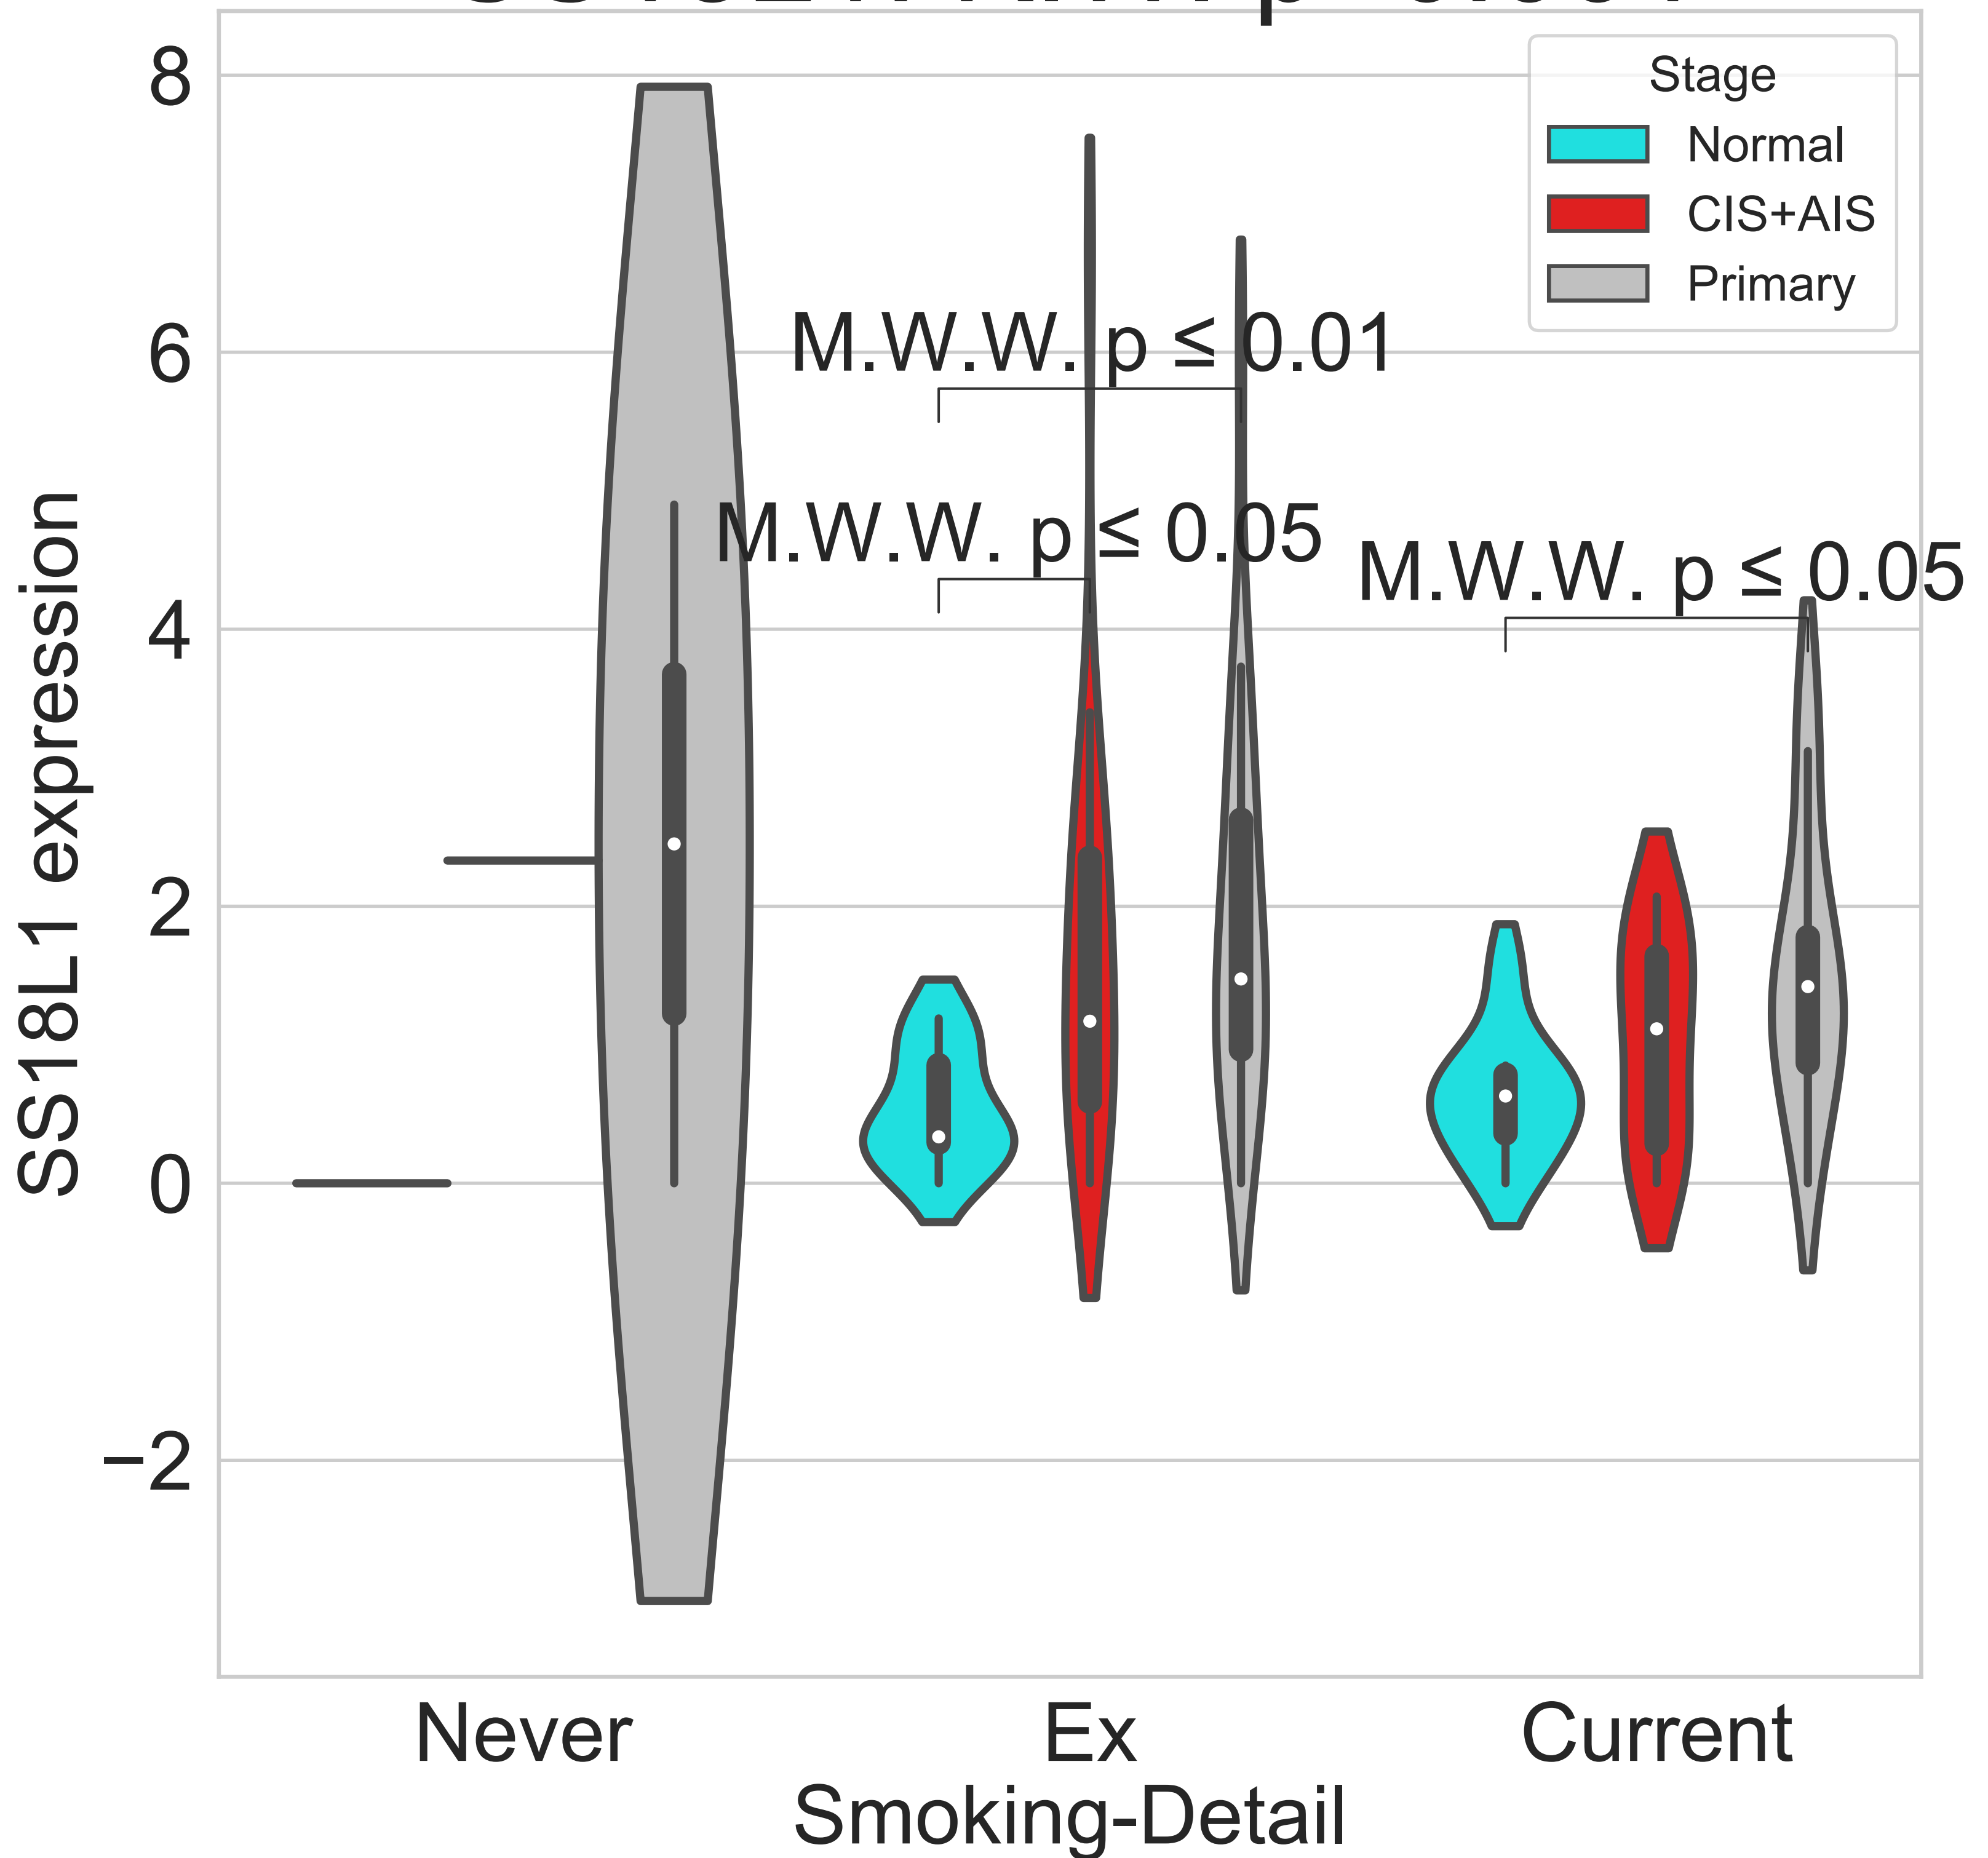 8
6
4
2
0
−2
SS18L1 expression
Stage
Normal
CIS+AIS
Primary
M.W.W. p ≤ 0.01
M.W.W. p ≤ 0.05
M.W.W. p ≤ 0.05
Never
Ex
Current
Smoking-Detail